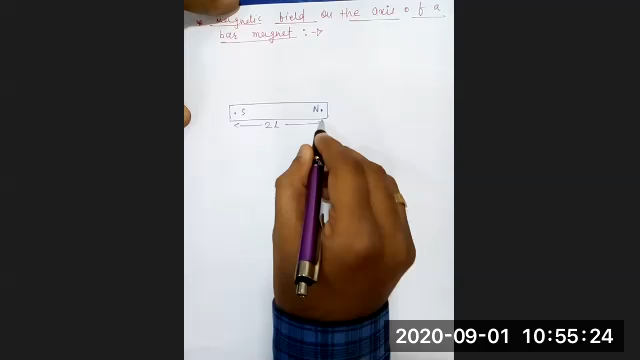 * Magnetic field on the axis of a
bar magnet :-
. S N .
2l
2020-09-01 10:55:24